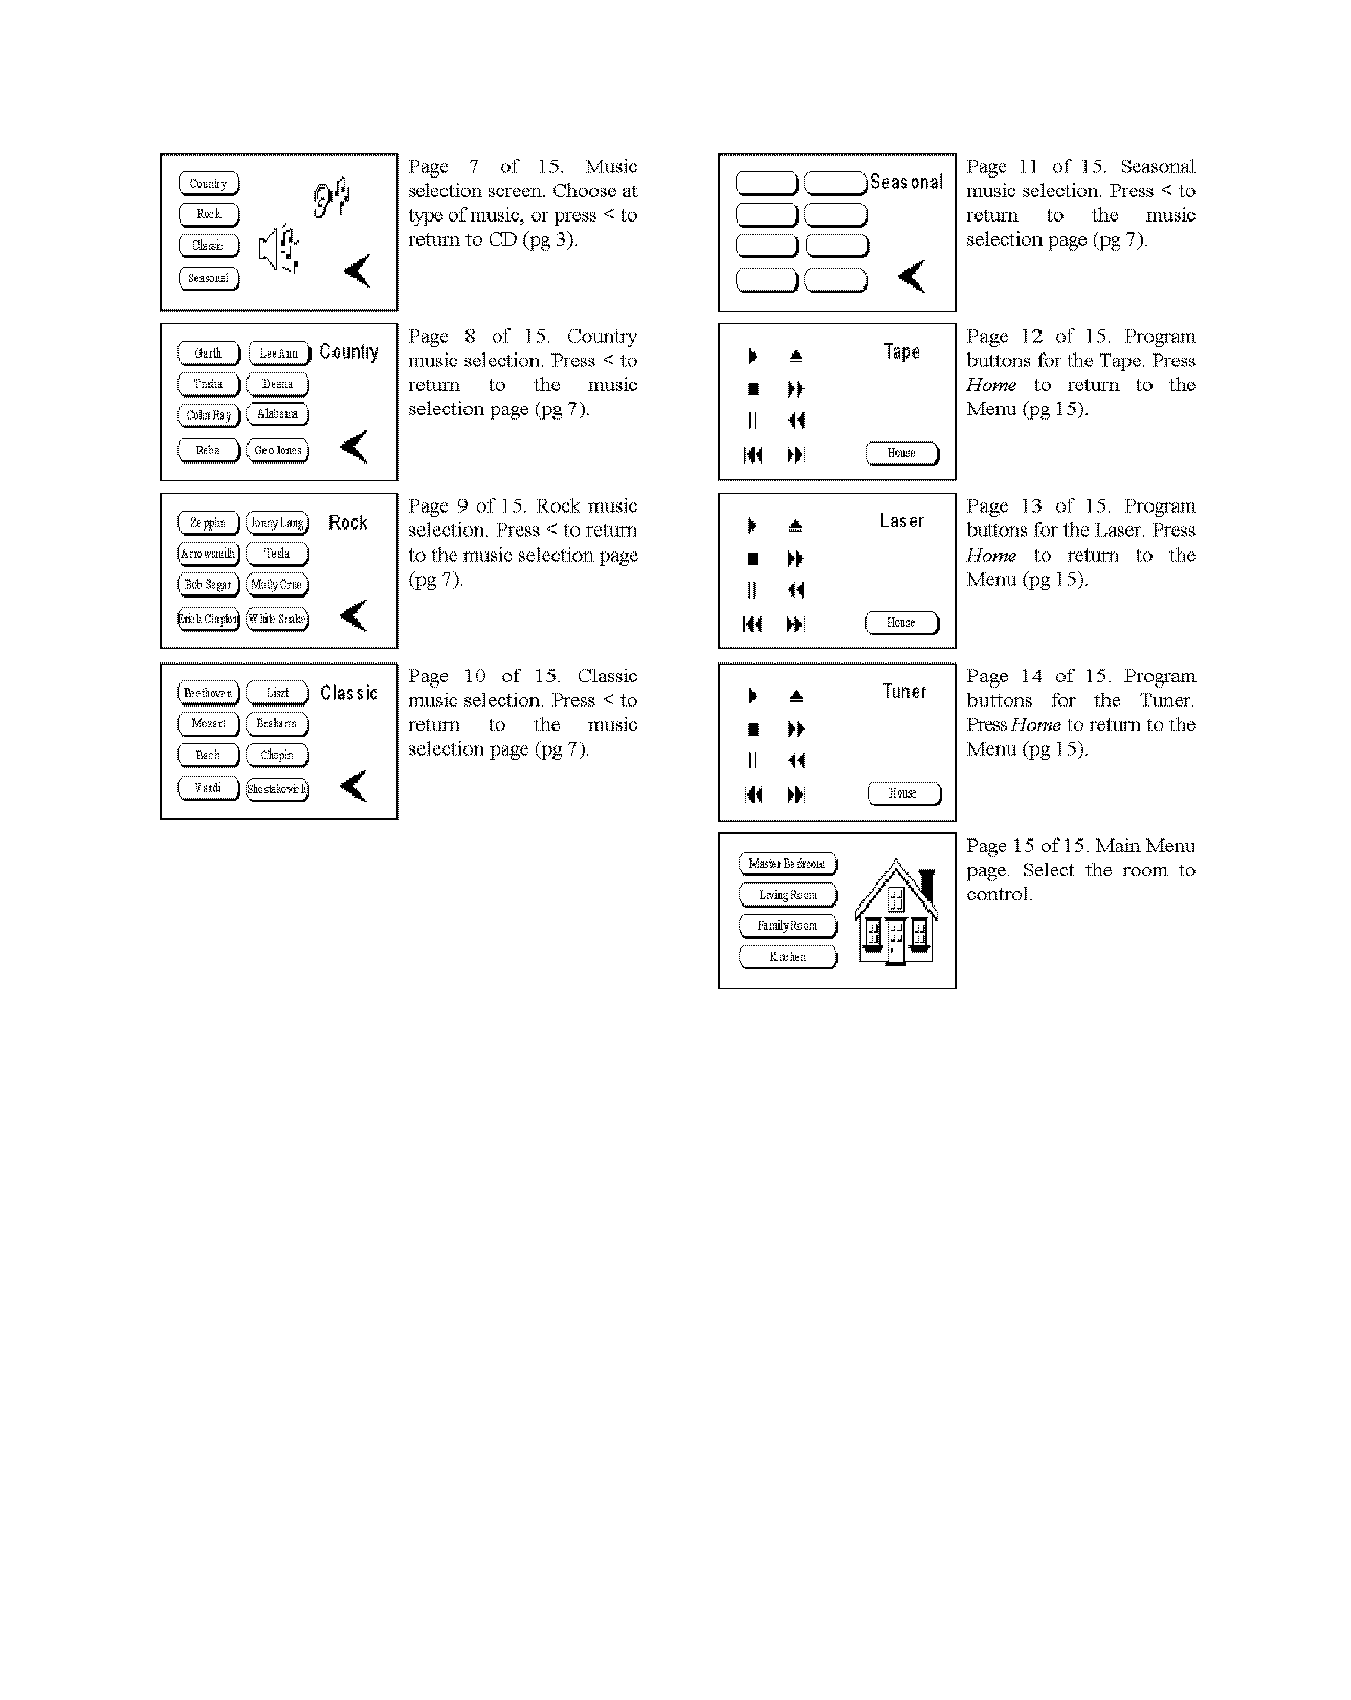 Country
Rock
Classic
Seasonal
Page 7 of 15. Music
selection screen. Choose at
type of music, or press < to
return to CD (pg 3).
Garth
LeeAnn
Country
Trisha
Deana
Colin Ray
Alabama
Reba
Geo Jones
Page 8 of 15. Country
music selection. Press < to
return to the music
selection page (pg 7).
Zepplin
Jonny Lang
Rock
Arrowsmith
Tesla
Bob Segar
Motly Crue
Erick Clapton
White Snake
Page 9 of 15. Rock music
selection. Press < to return
to the music selection page
(pg 7).
Beethoven
Liszt
Classic
Mozart
Brahams
Bach
Chopin
Vardi
Shostakovich
Page 10 of 15. Classic
music selection. Press < to
return to the music
selection page (pg 7).
Seasonal
Page 11 of 15. Seasonal
music selection. Press < to
return to the music
selection page (pg 7).
Tape
House
Page 12 of 15. Program
buttons for the Tape. Press
Home to return to the
Menu (pg 15).
Laser
House
Page 13 of 15. Program
buttons for the Laser. Press
Home to return to the
Menu (pg 15).
Tuner
House
Page 14 of 15. Program
buttons for the Tuner.
Press Home to return to the
Menu (pg 15).
Master Bedroom
Living Room
Family Room
Kitchen
Page 15 of 15. Main Menu
page. Select the room to
control.